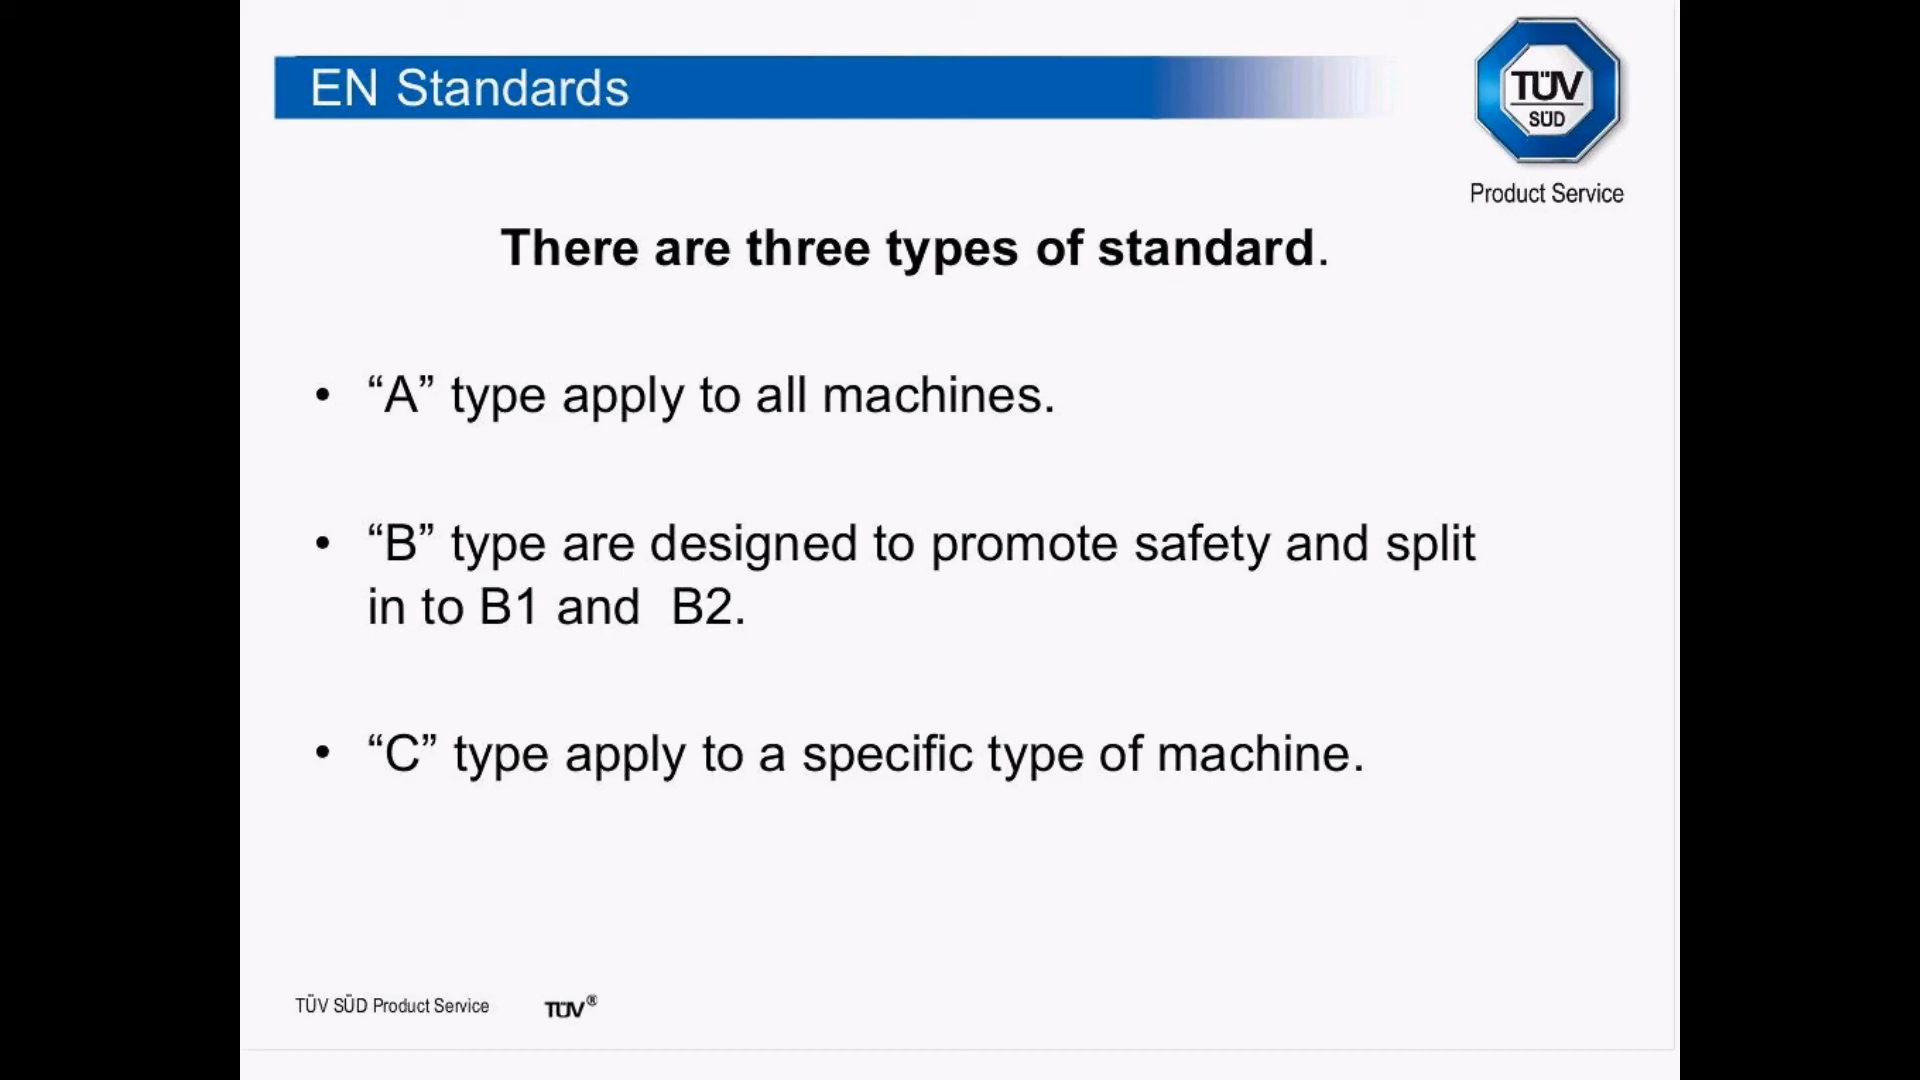 EN Standards
TÜV
SÜD
Product Service
There are three types of standard.
• “A” type apply to all machines.
• “B” type are designed to promote safety and split
in to B1 and  B2.
• “C” type apply to a specific type of machine.
TÜV SÜD Product Service TÜV®